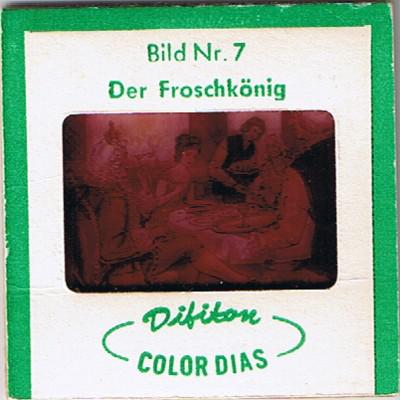 Bild Nr. 7
Der Froschkönig
Difiton
COLOR DIAS